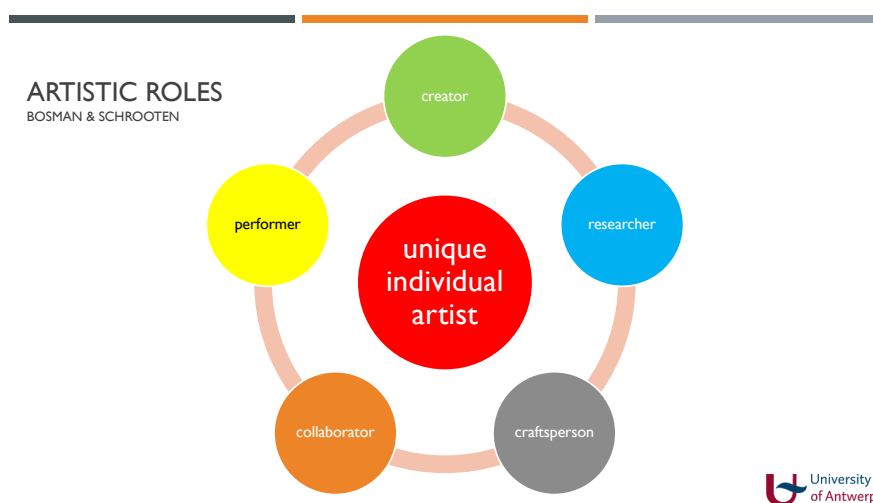 ARTISTIC ROLES
BOSMAN & SCHROOTEN
creator
performer
researcher
unique
individual
artist
collaborator
craftsperson
University
of Antwerp